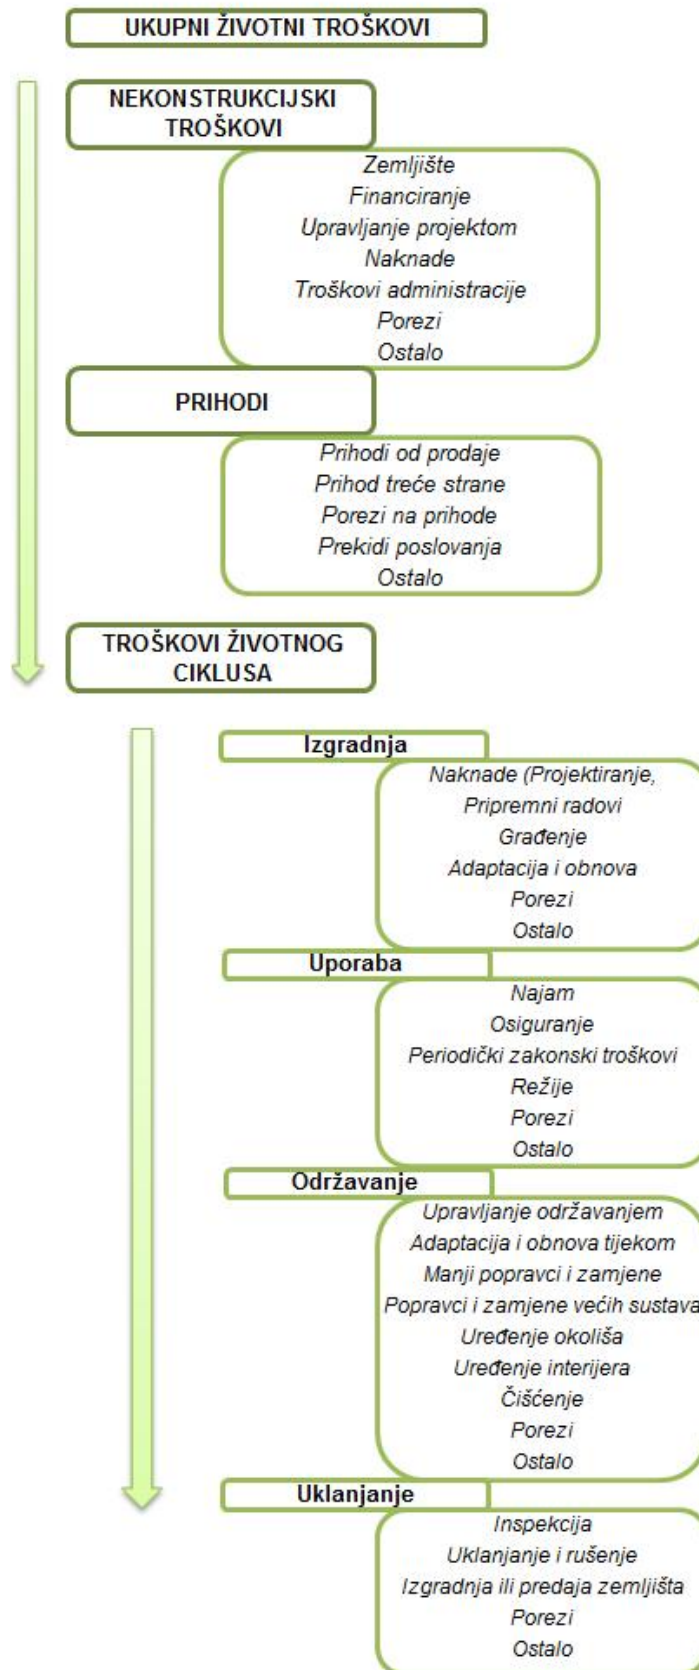 UKUPNI ŽIVOTNI TROŠKOVI
NEKONSTRUKCIJSKI
TROŠKOVI
Zemljište
Financiranje
Upravljanje projektom
Naknade
Troškovi administracije
Porezi
Ostalo
PRIHODI
Prihodi od prodaje
Prihod treće strane
Porezi na prihode
Prekidi poslovanja
Ostalo
TROŠKOVI ŽIVOTNOG
CIKLUSA
Izgradnja
Naknade (Projektiranje,
Pripremni radovi
Građenje
Adaptacija i obnova
Porezi
Ostalo
Uporaba
Najam
Osiguranje
Periodički zakonski troškovi
Režije
Porezi
Ostalo
Održavanje
Upravljanje održavanjem
Adaptacija i obnova tijekom
Manji popravci i zamjene
Popravci i zamjene većih sustava
Uređenje okoliša
Uređenje interijera
Čišćenje
Porezi
Ostalo
Uklanjanje
Inspekcija
Uklanjanje i rušenje
Izgradnja ili predaja zemljišta
Porezi
Ostalo